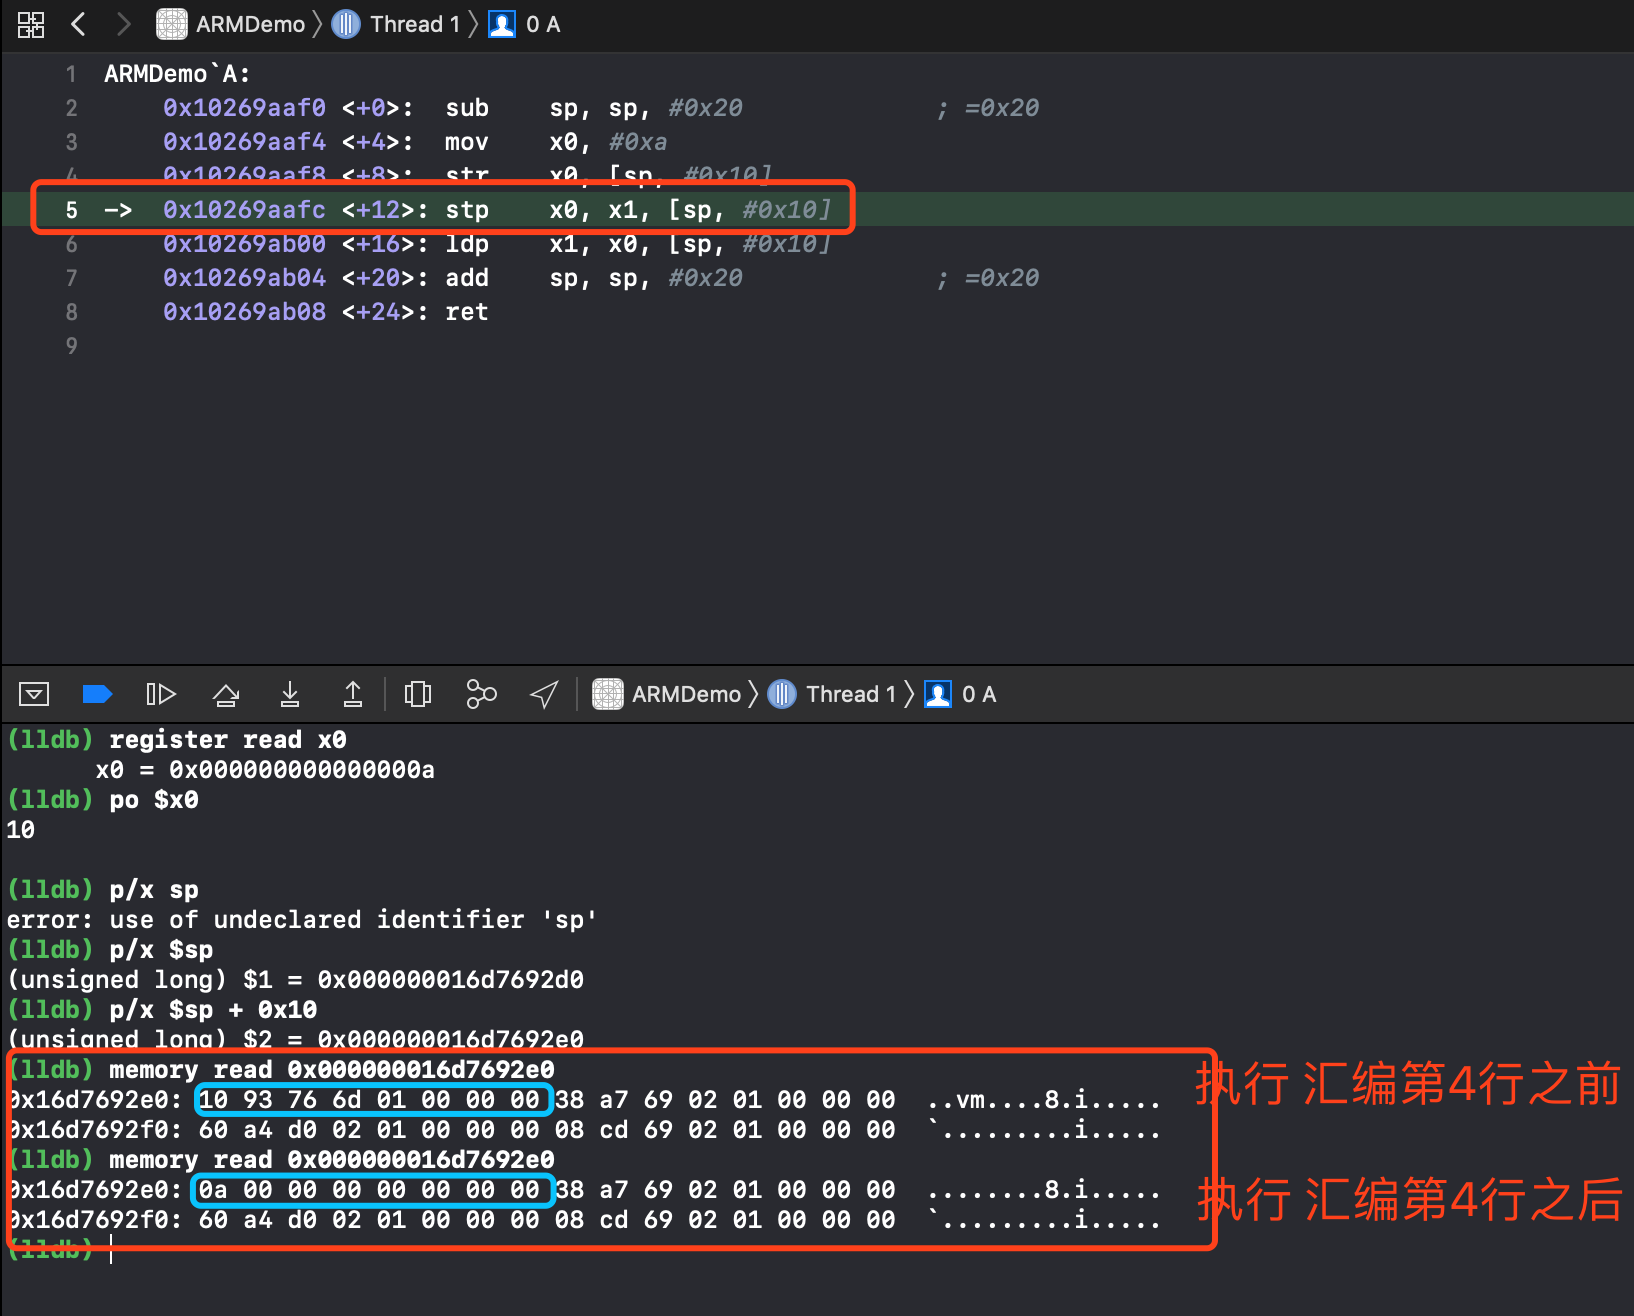 ARMDemo 〉 Thread 1 〉 0 A
1 ARMDemo`A:
2 0x10269aaf0 <+0>: sub sp, sp, #0x20 ; =0x20
3 0x10269aaf4 <+4>: mov x0, #0xa
4 0x10269aaf8 <+8>: str x0, [sp, #0x10]
5 -> 0x10269aafc <+12>: stp x0, x1, [sp, #0x10]
6 0x10269ab00 <+16>: ldp x1, x0, [sp, #0x10]
7 0x10269ab04 <+20>: add sp, sp, #0x20 ; =0x20
8 0x10269ab08 <+24>: ret
9
ARMDemo 〉 Thread 1 〉 0 A
(lldb) register read x0
x0 = 0x000000000000000a
(lldb) po $x0
10
(lldb) p/x sp
error: use of undeclared identifier 'sp'
(lldb) p/x $sp
(unsigned long) $1 = 0x000000016d7692d0
(lldb) p/x $sp + 0x10
(unsigned long) $2 = 0x000000016d7692e0
(lldb) memory read 0x000000016d7692e0
0x16d7692e0: 10 93 76 6d 01 00 00 00 38 a7 69 02 01 00 00 00 ..vm....8.i.....
执行 汇编第4行之前
0x16d7692f0: 60 a4 d0 02 01 00 00 00 08 cd 69 02 01 00 00 00 `.........i.....
(lldb) memory read 0x000000016d7692e0
0x16d7692e0: 0a 00 00 00 00 00 00 00 38 a7 69 02 01 00 00 00 ........8.i.....
执行 汇编第4行之后
0x16d7692f0: 60 a4 d0 02 01 00 00 00 08 cd 69 02 01 00 00 00 `.........i.....
(lldb)